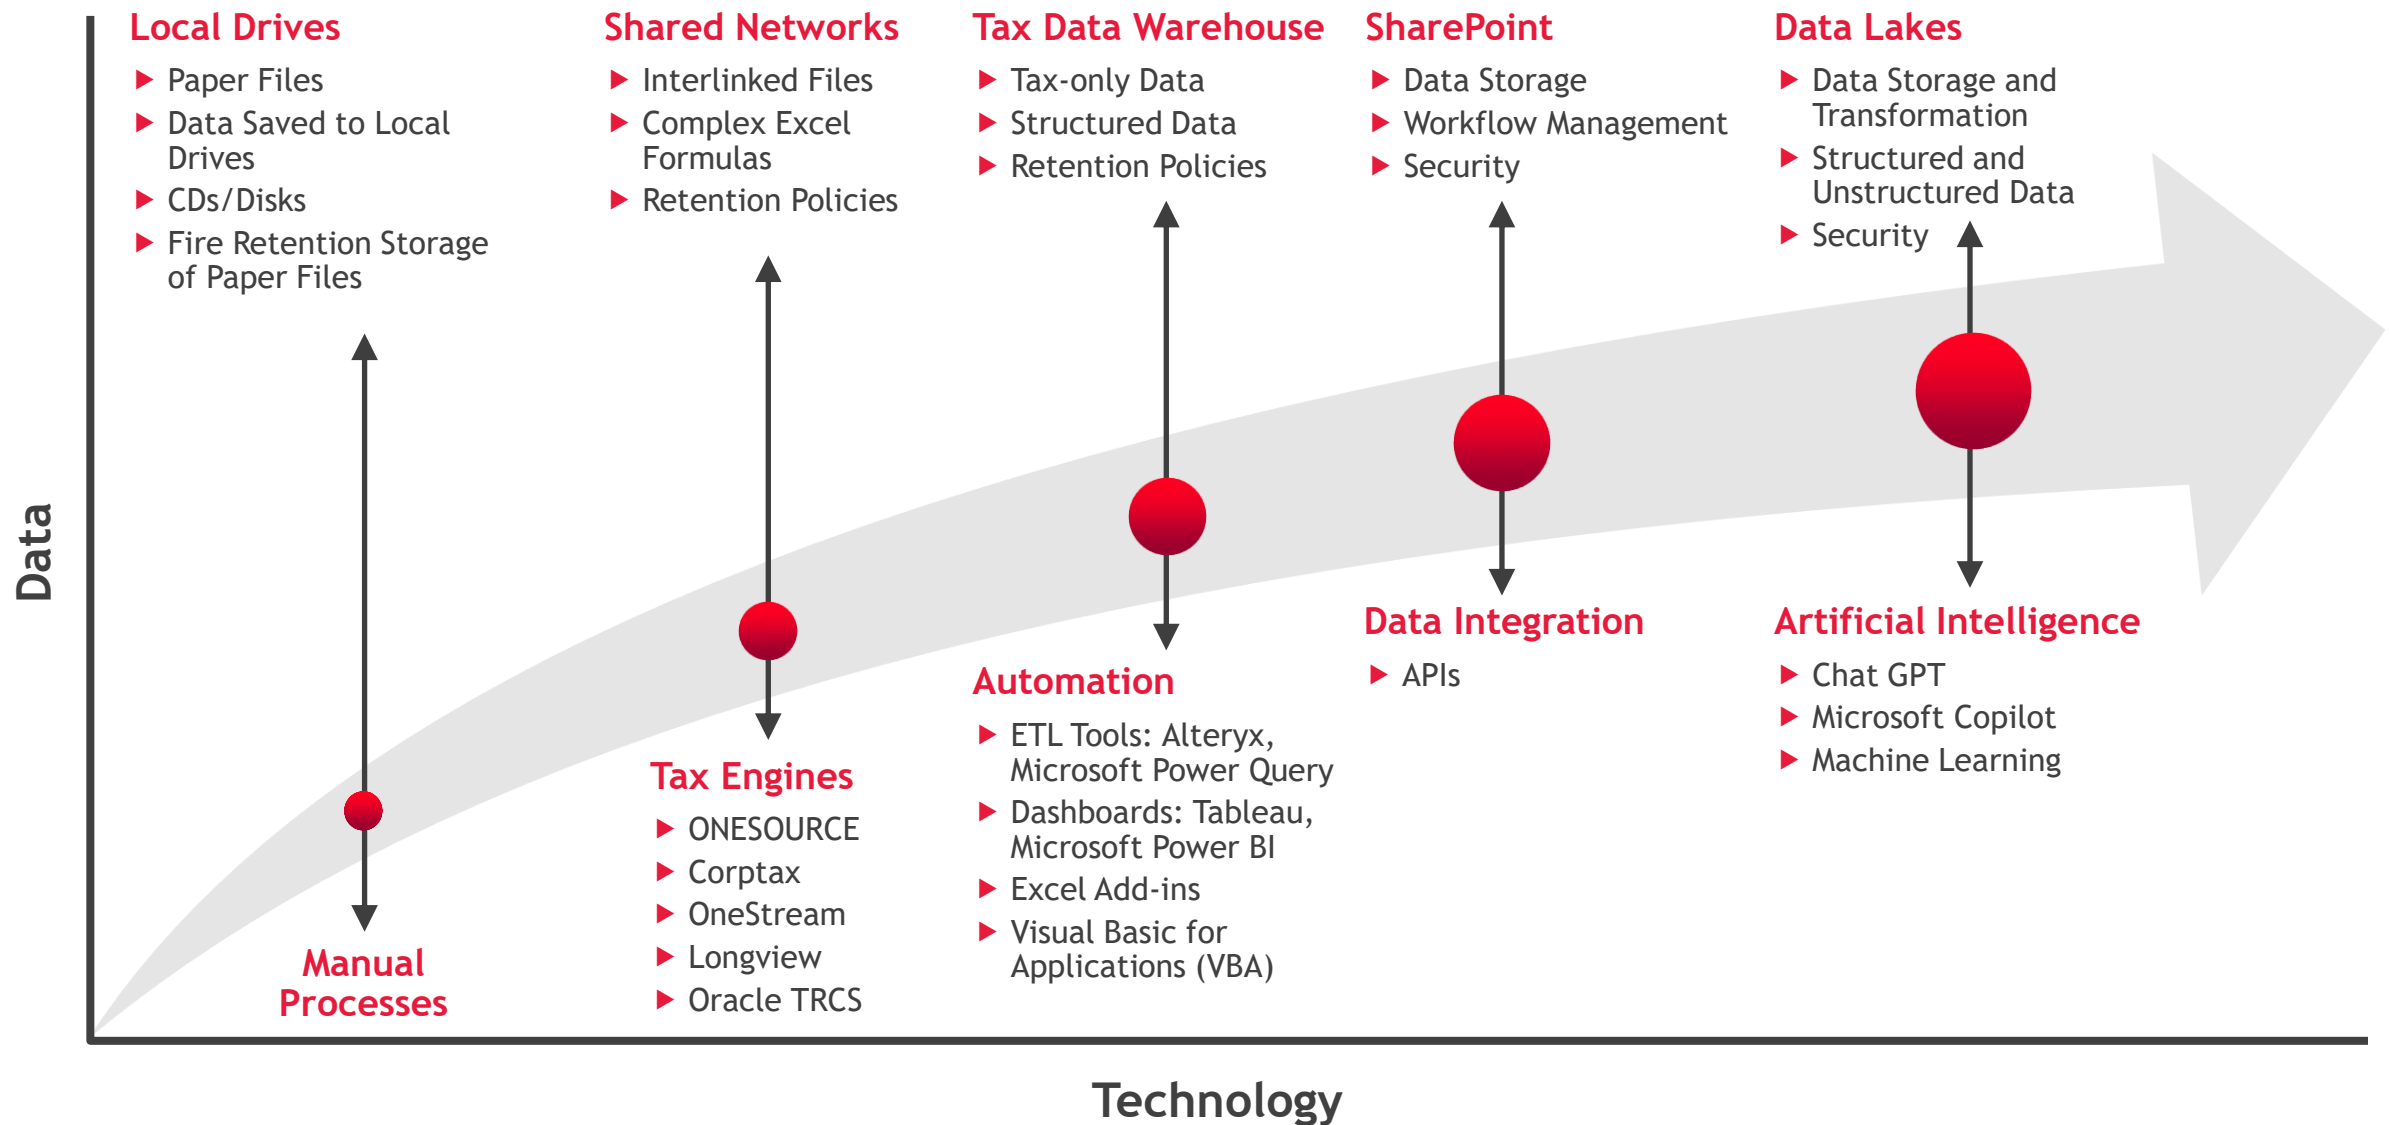 Local Drives
Paper Files
Data Saved to Local
Drives
CDs/Disks
Fire Retention Storage
of Paper Files
Shared Networks
Interlinked Files
Complex Excel
Formulas
Retention Policies
Tax Data Warehouse
Tax-only Data
Structured Data
Retention Policies
SharePoint
Data Storage
Workflow Management
Security
Data Lakes
Data Storage and
Transformation
Structured and
Unstructured Data
Security
Data
Manual
Processes
Tax Engines
ONESOURCE
Corptax
OneStream
Longview
Oracle TRCS
Automation
ETL Tools: Alteryx,
Microsoft Power Query
Dashboards: Tableau,
Microsoft Power BI
Excel Add-ins
Visual Basic for
Applications (VBA)
Data Integration
APIs
Artificial Intelligence
Chat GPT
Microsoft Copilot
Machine Learning
Technology